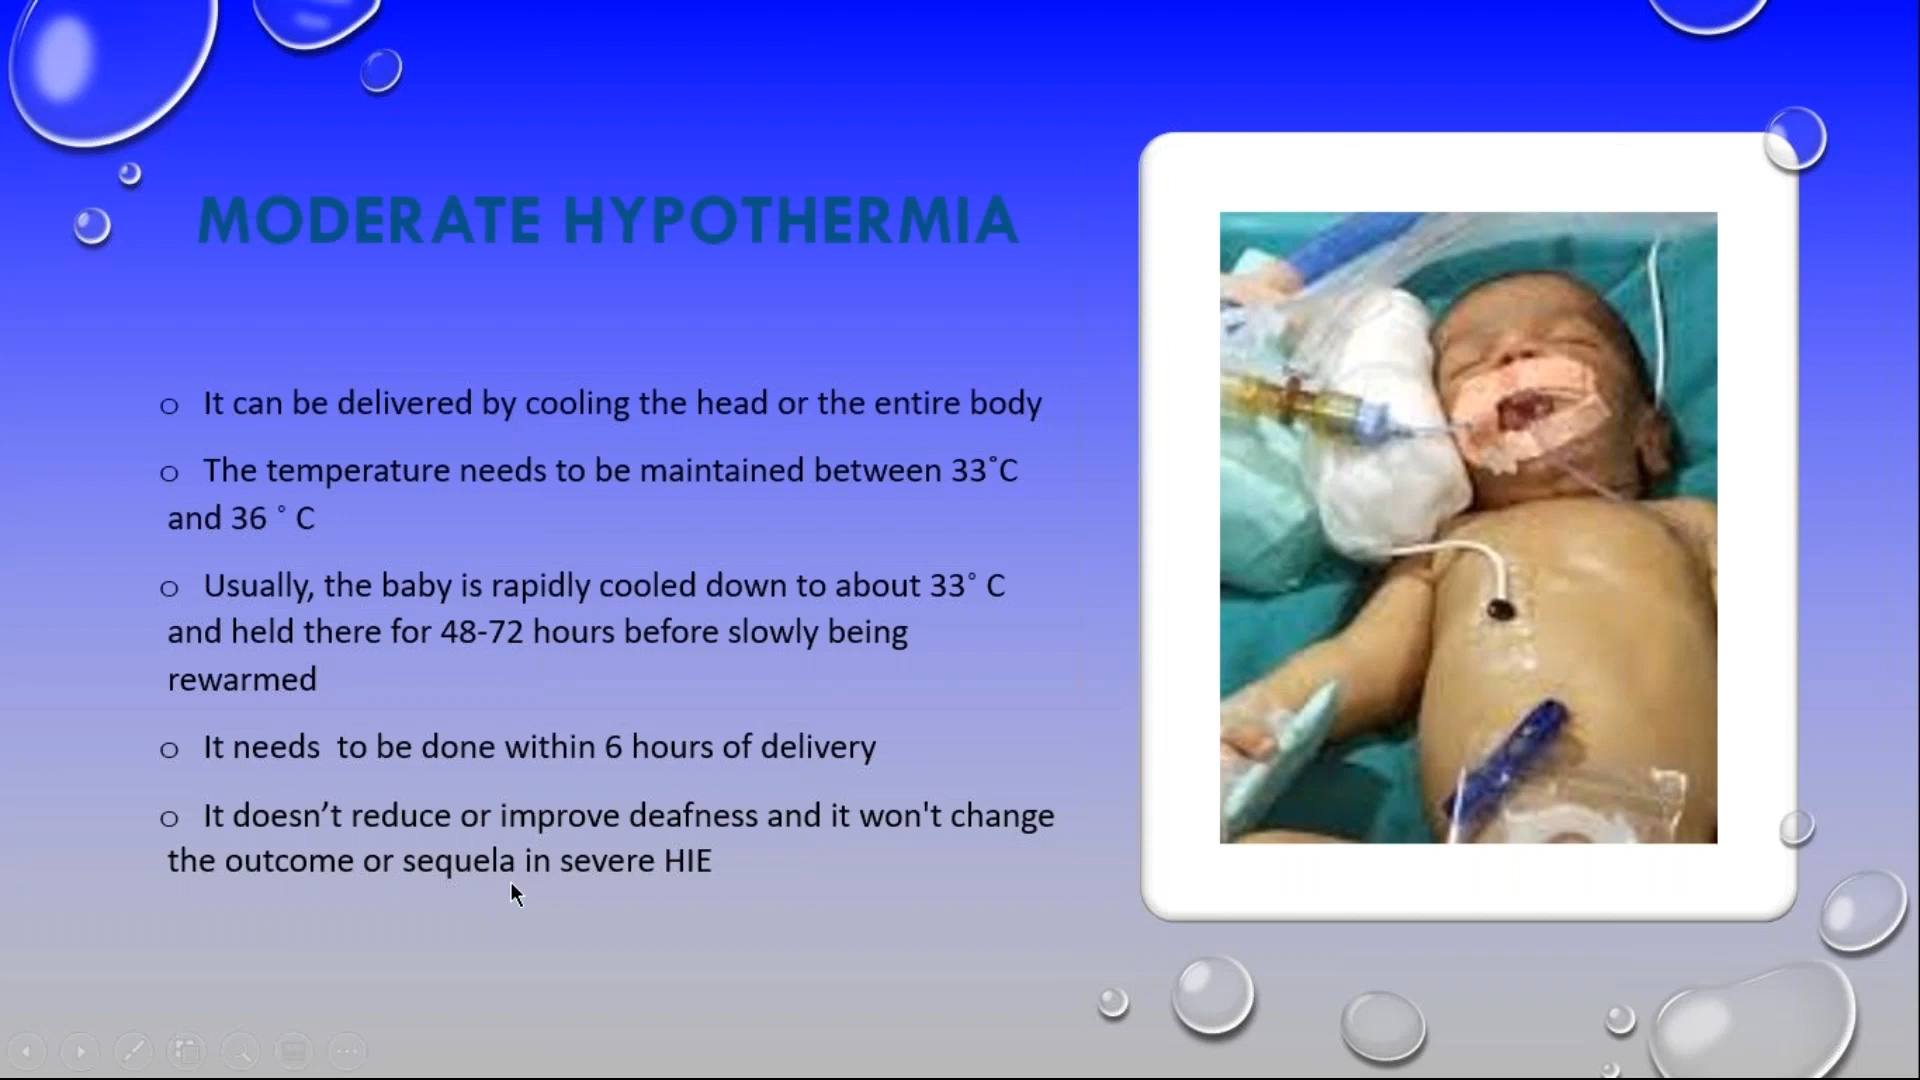 MODERATE HYPOTHERMIA
o It can be delivered by cooling the head or the entire body
o The temperature needs to be maintained between 33˚C
and 36 ˚ C
o Usually, the baby is rapidly cooled down to about 33˚ C
and held there for 48-72 hours before slowly being
rewarmed
o It needs  to be done within 6 hours of delivery
o It doesn’t reduce or improve deafness and it won't change
the outcome or sequela in severe HIE